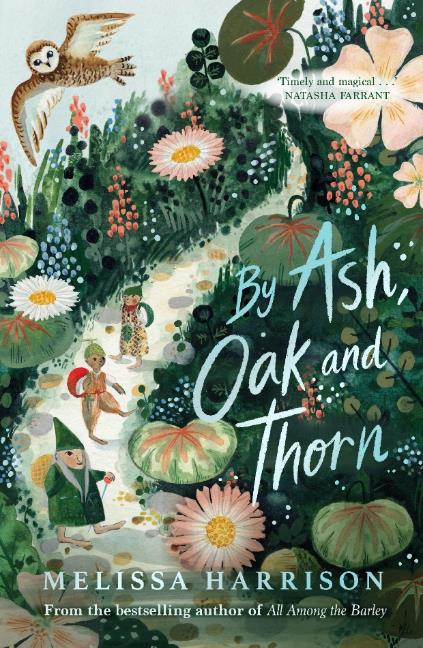 'Timely and magical . . .'
NATASHA FARRANT
By Ash,
Oak and
Thorn
MELISSA HARRISON
From the bestselling author of All Among the Barley